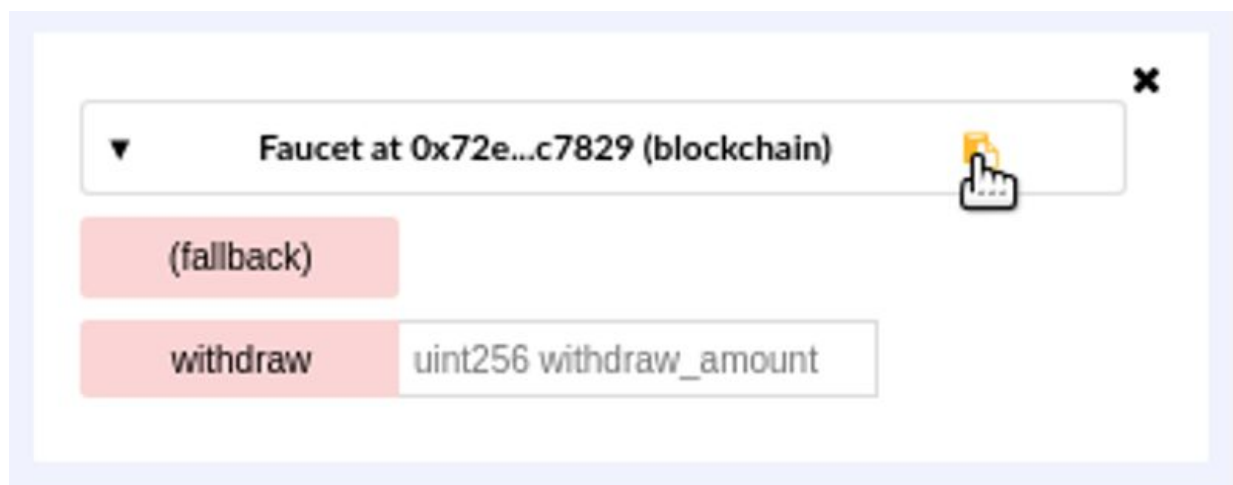 Faucet at 0x72e...c7829 (blockchain)
(fallback)
withdraw uint256 withdraw_amount